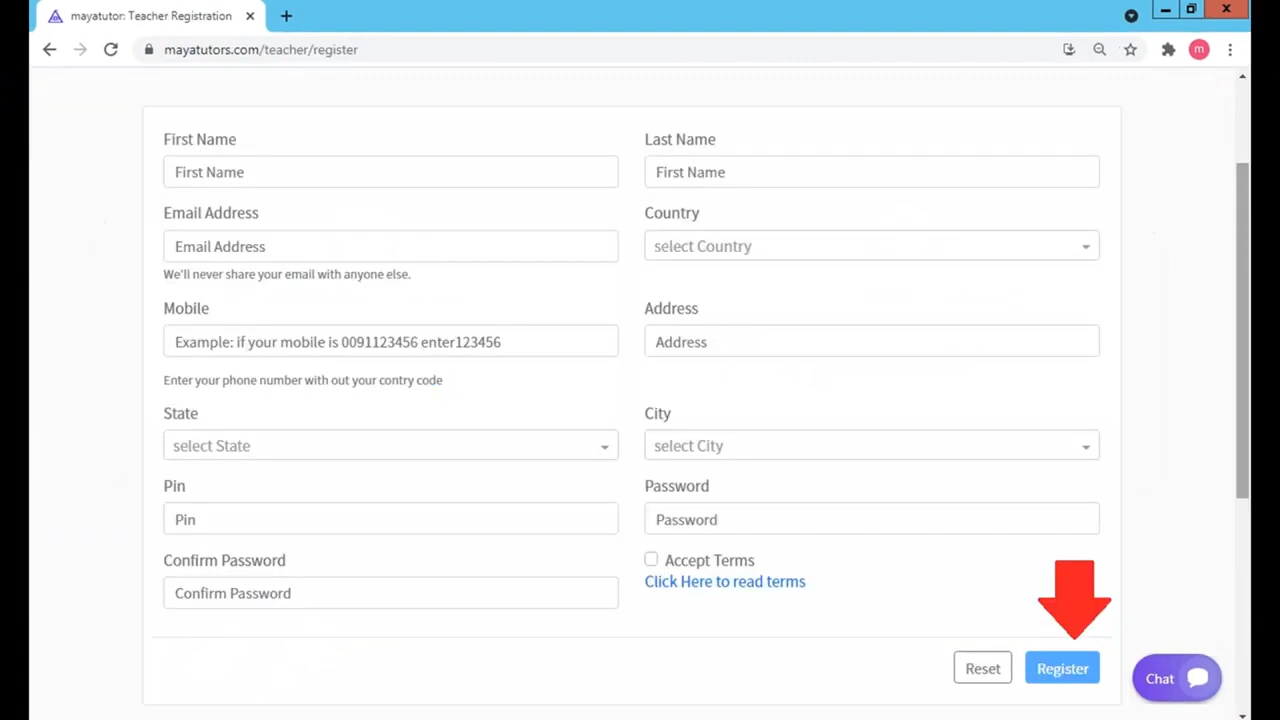 mayatutor: Teacher Registration
mayatutors.com/teacher/register
m
First Name
Last Name
First Name
First Name
Email Address
Country
Email Address
select Country
We'll never share your email with anyone else.
Mobile
Address
Example: if your mobile is 0091123456 enter123456
Address
Enter your phone number with out your contry code
State
City
select State
select City
Pin
Password
Pin
Password
Confirm Password
Accept Terms
Click Here to read terms
Confirm Password
Reset
Register
Chat